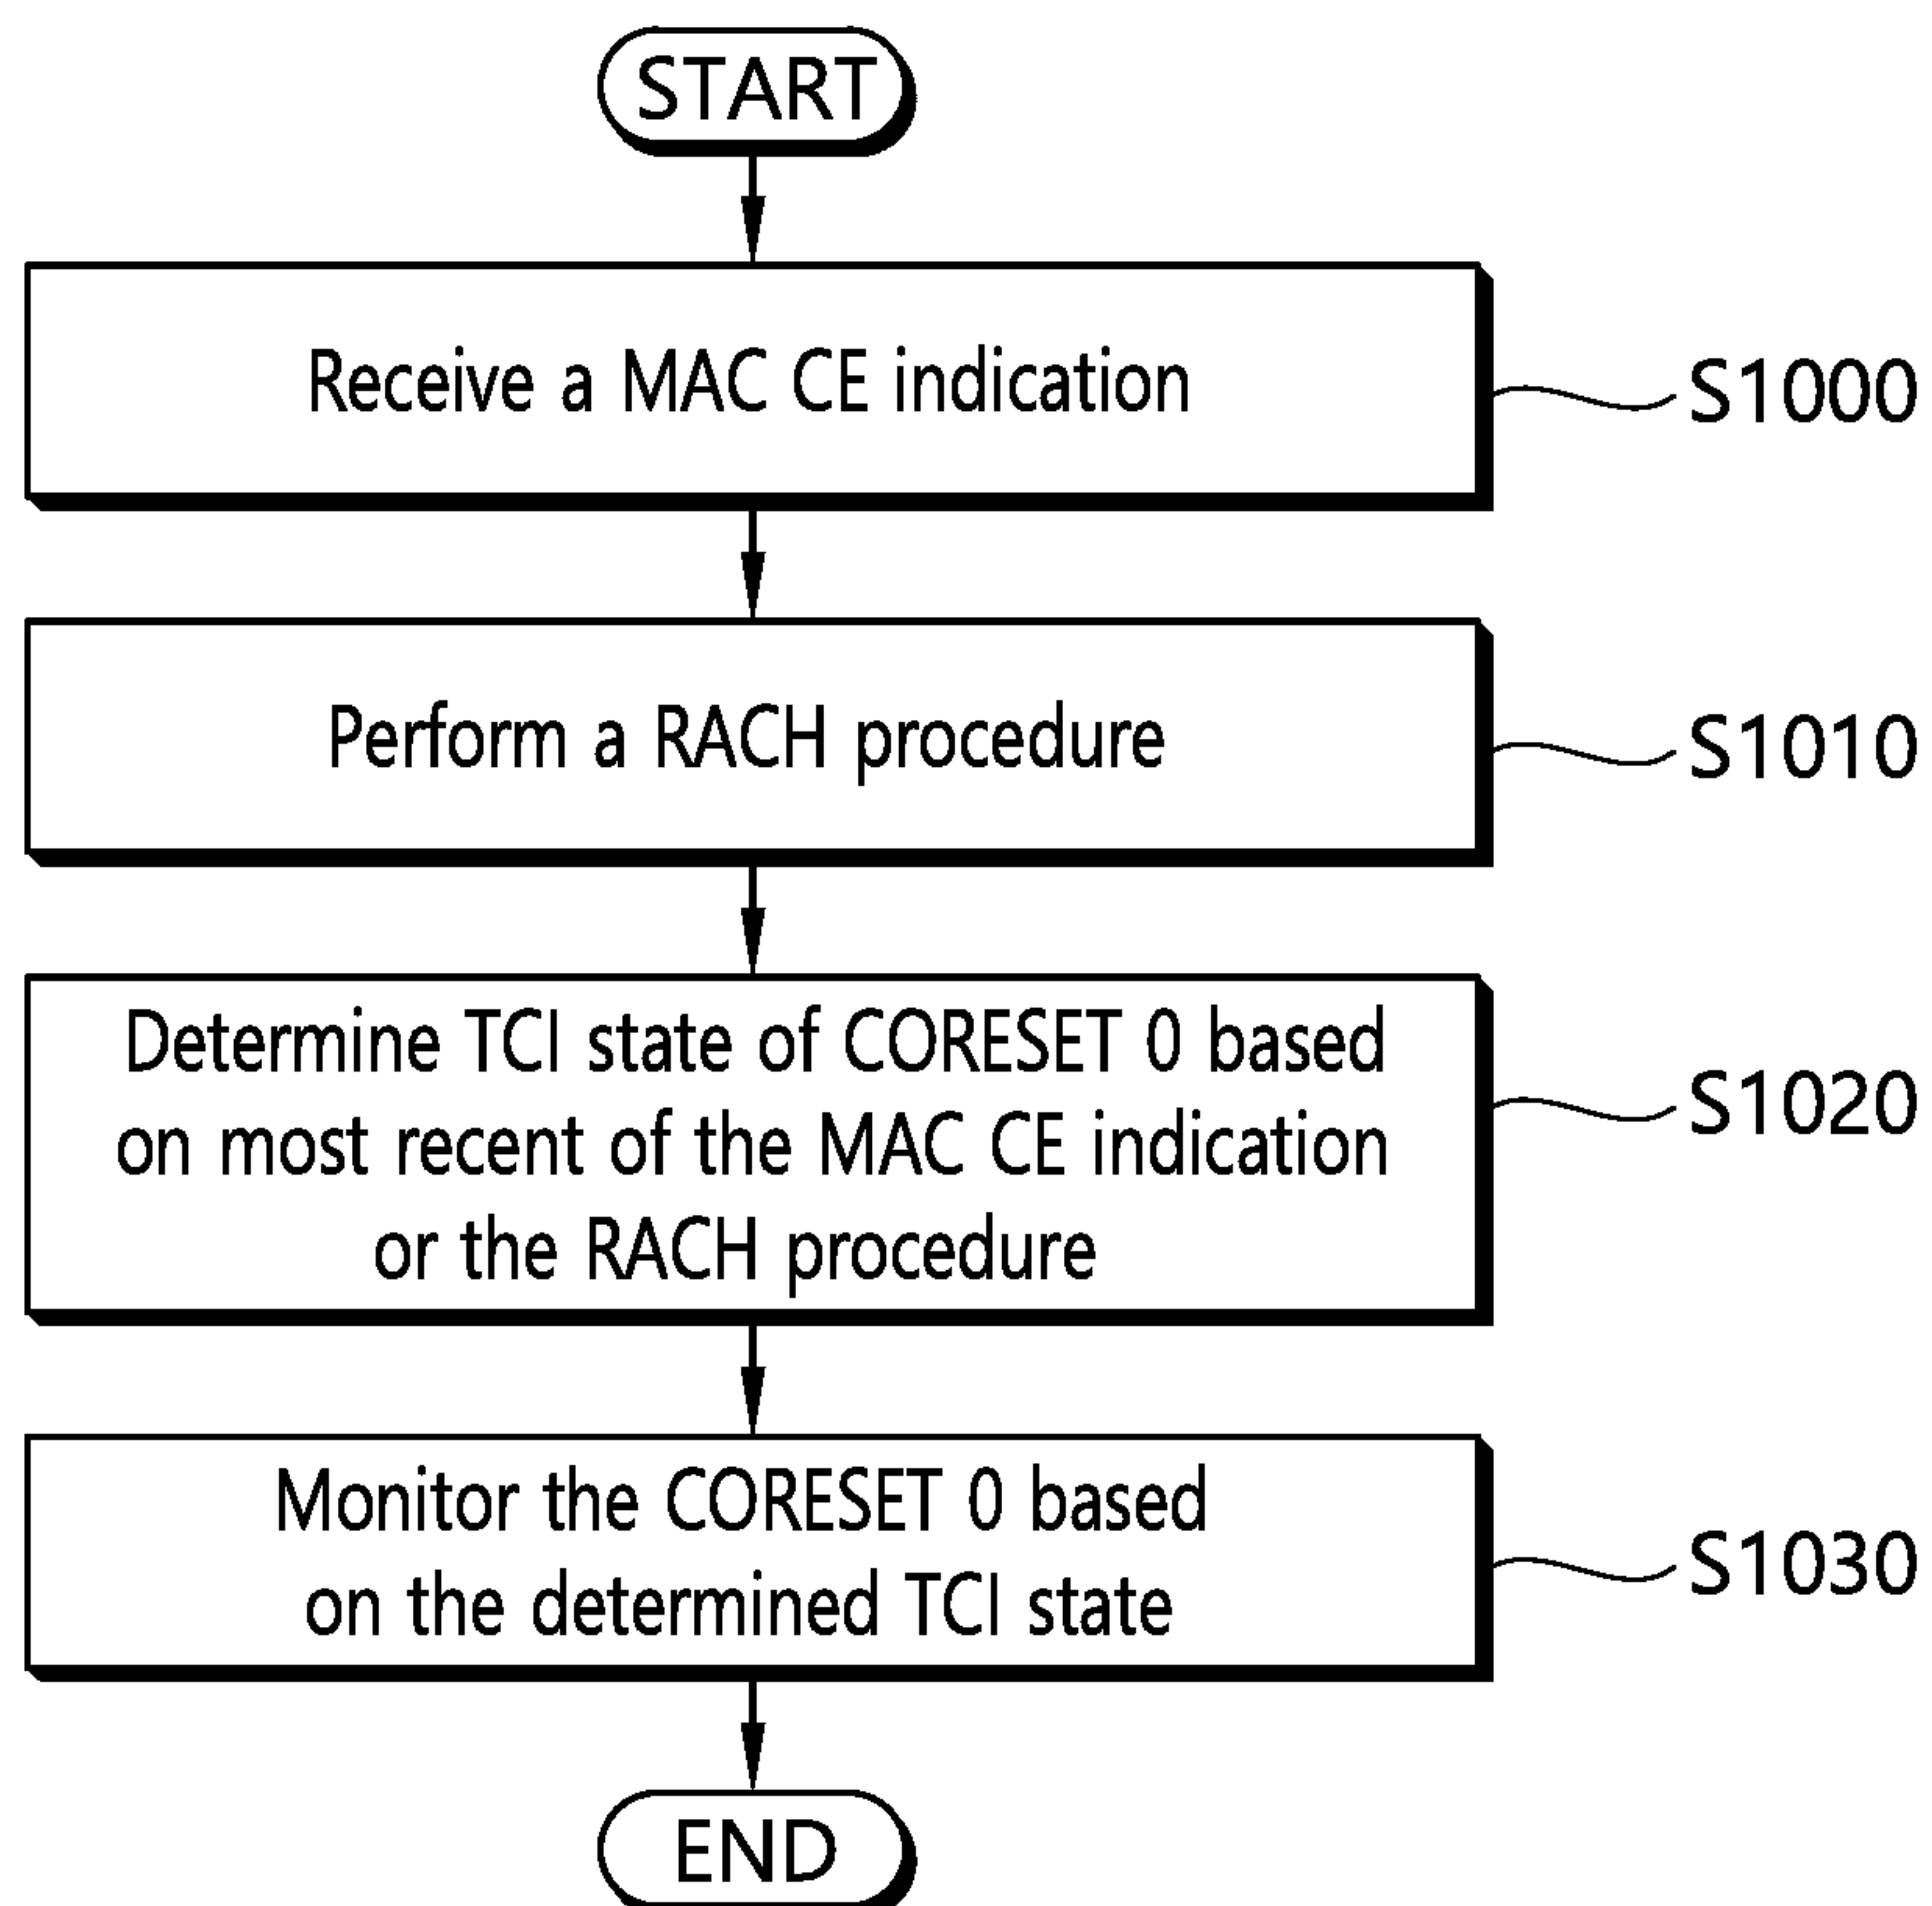 START
Receive a MAC CE indication
S1000
Perform a RACH procedure
S1010
Determine TCI state of CORESET 0 based
on most recent of the MAC CE indication
or the RACH procedure
S1020
Monitor the CORESET 0 based
on the determined TCI state
S1030
END